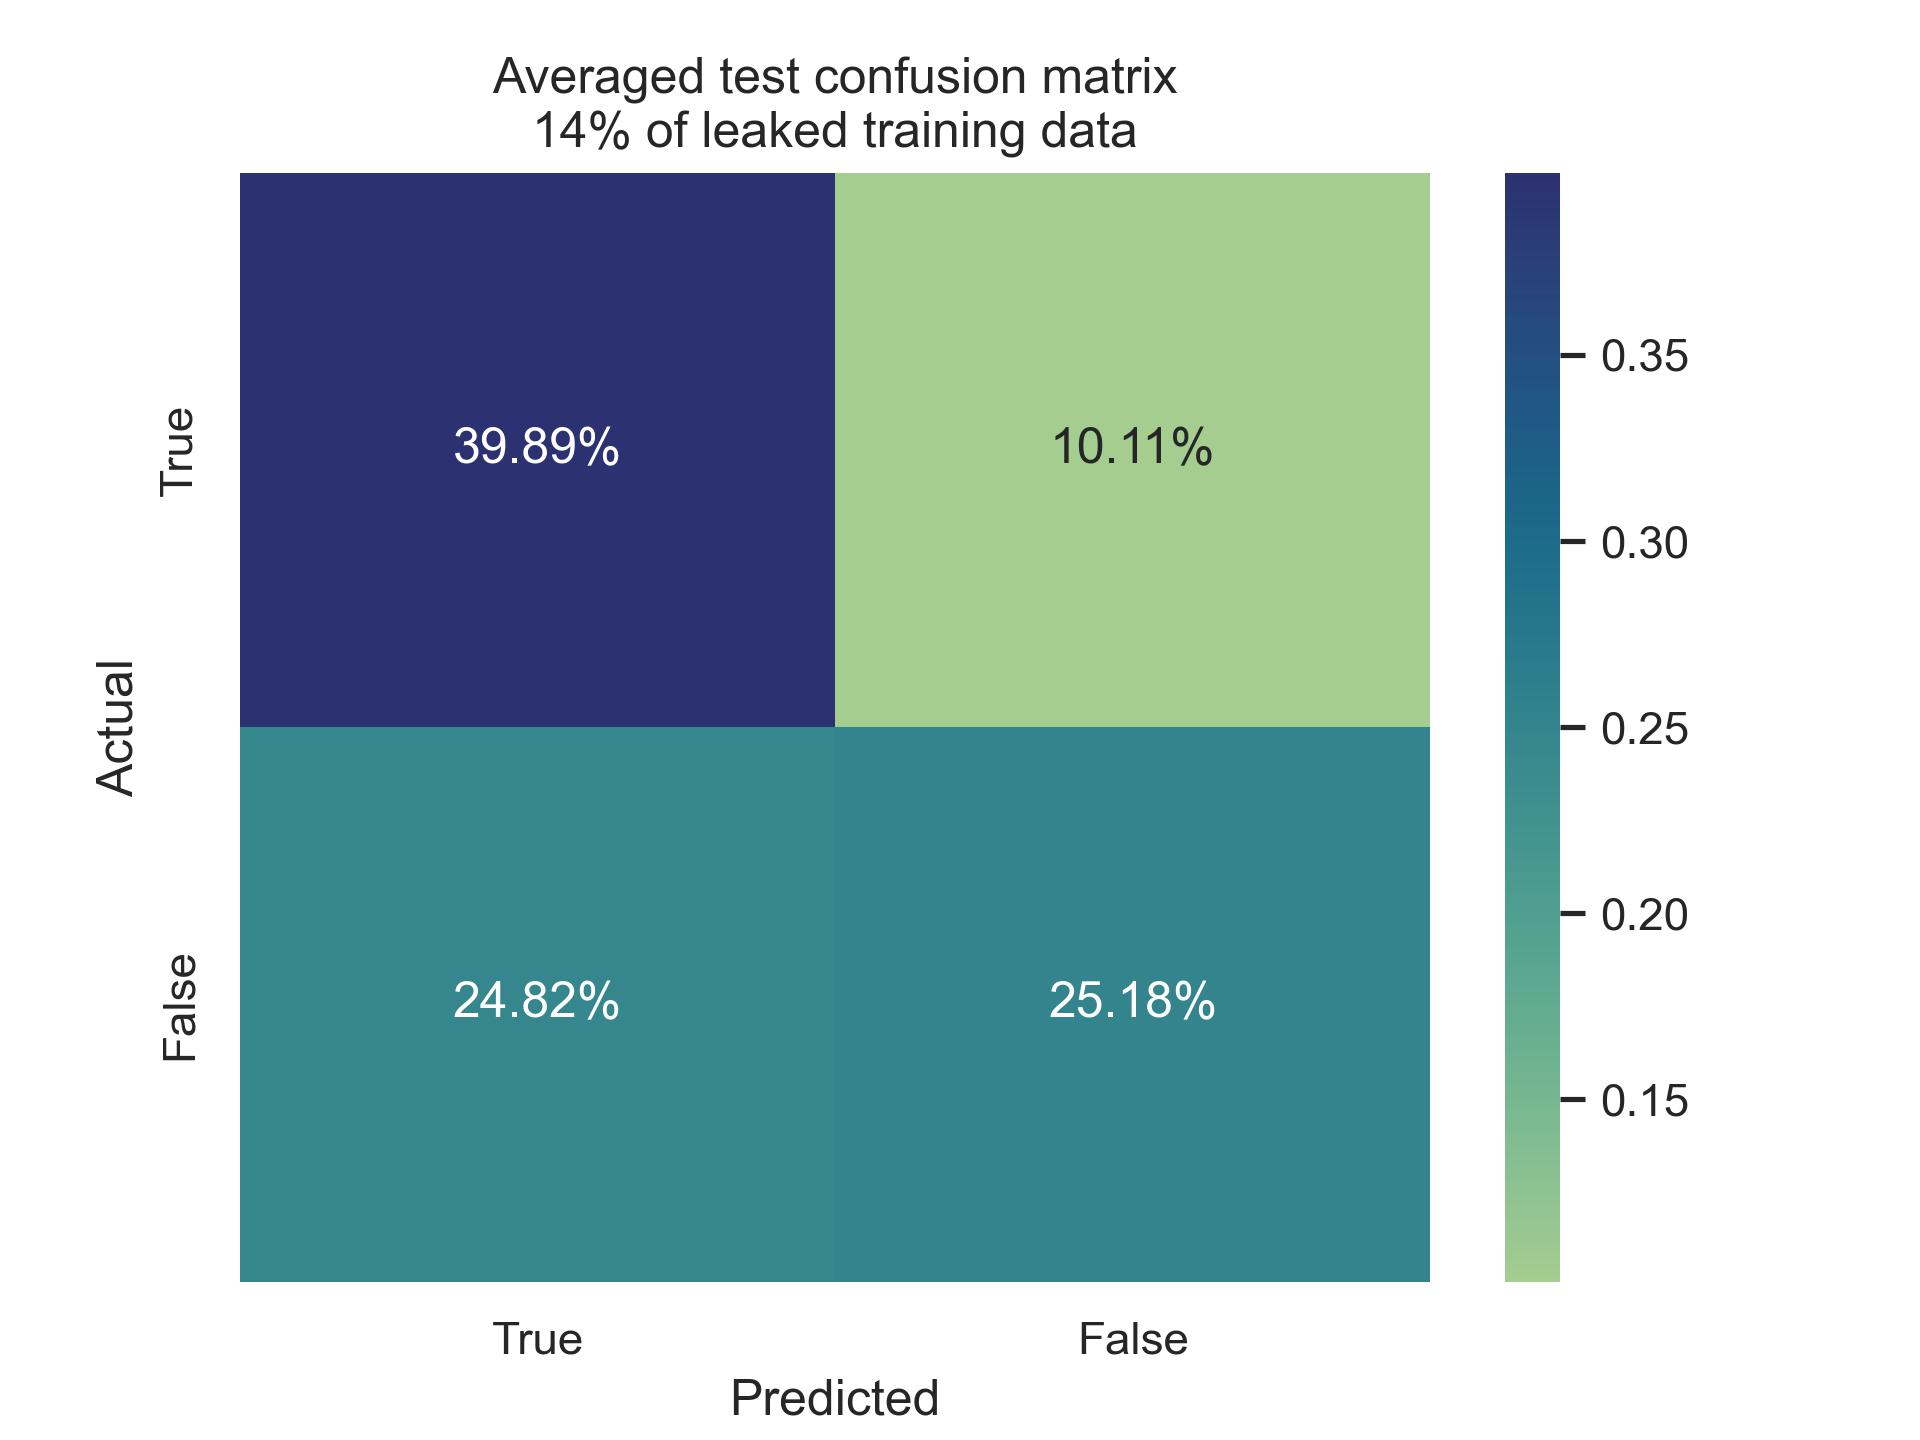 Averaged test confusion matrix
14% of leaked training data
True
39.89%
10.11%
Actual
False
24.82%
25.18%
True
False
Predicted
0.35
0.30
0.25
0.20
0.15